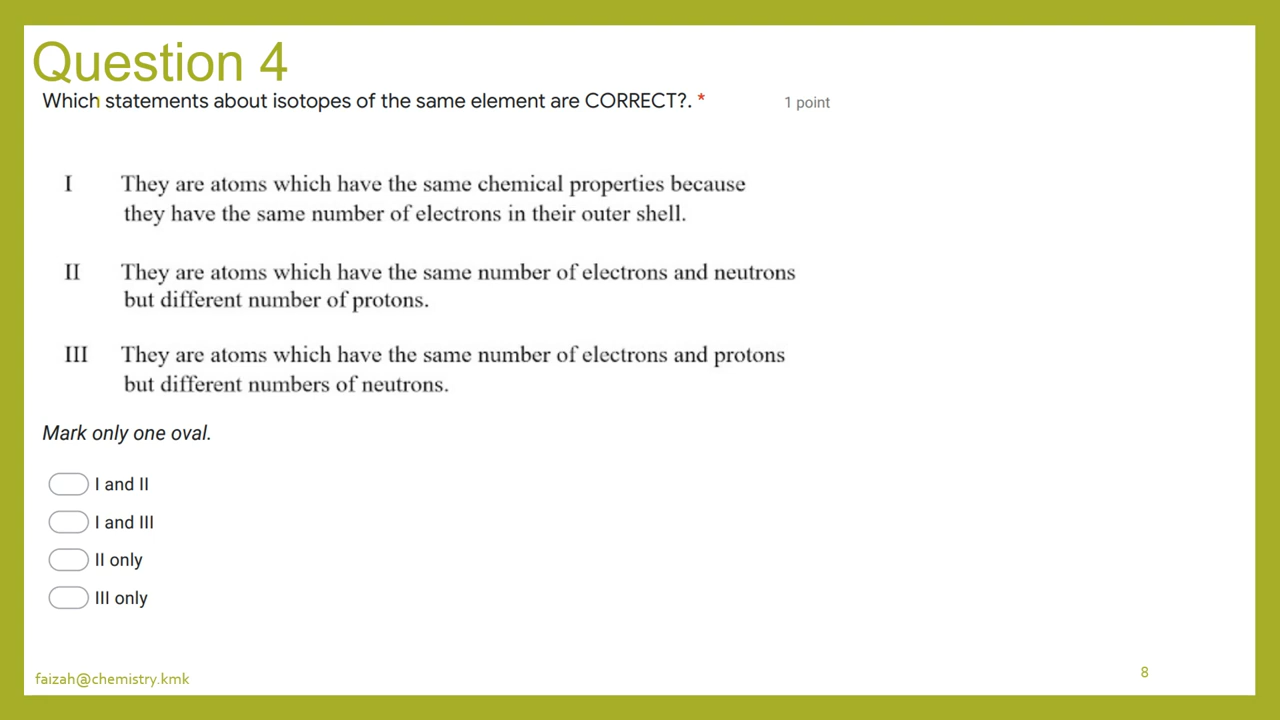 Question 4
Which statements about isotopes of the same element are CORRECT?. * 1 point
I They are atoms which have the same chemical properties because
they have the same number of electrons in their outer shell.
II They are atoms which have the same number of electrons and neutrons
but different number of protons.
III They are atoms which have the same number of electrons and protons
but different numbers of neutrons.
Mark only one oval.
I and II
I and III
II only
III only
faizah@chemistry.kmk
8